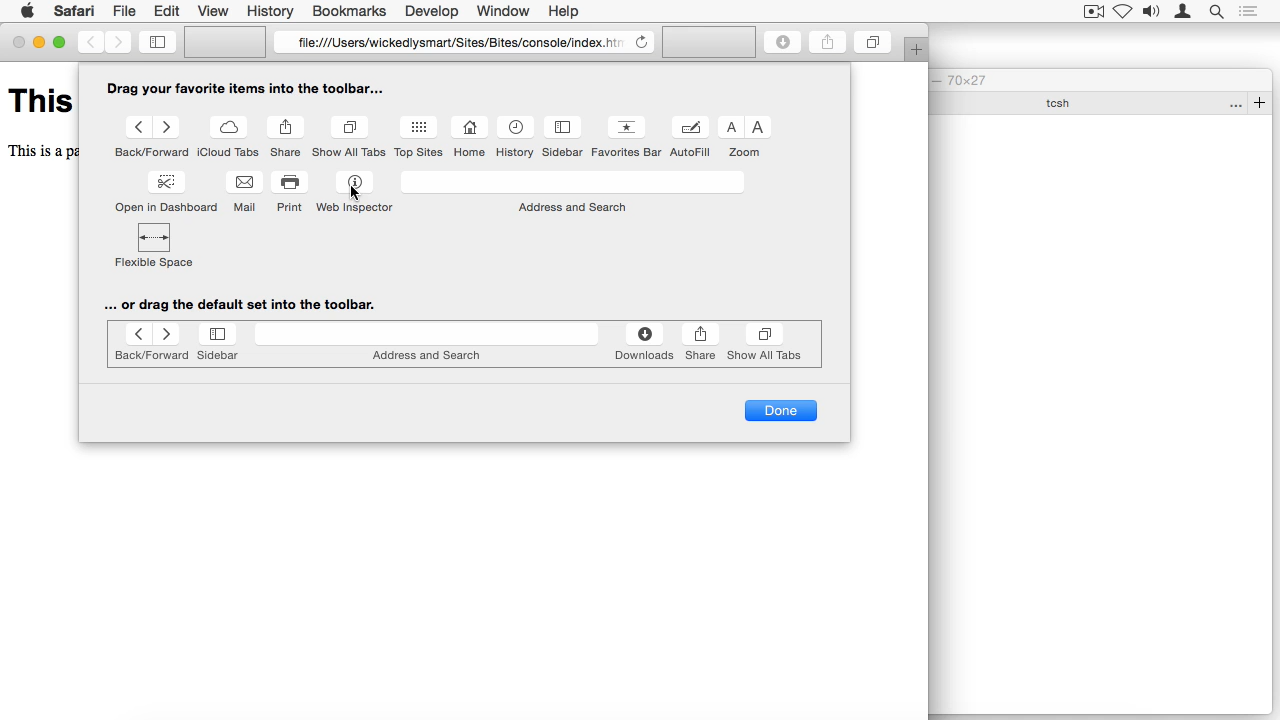 Safari File Edit View History Bookmarks Develop Window Help
file:///Users/wickedlysmart/Sites/Bites/console/index.htm
— 70×27
tcsh ... +
This
This is a pa
Drag your favorite items into the toolbar...
A A
Back/Forward iCloud Tabs Share Show All Tabs Top Sites Home History Sidebar Favorites Bar AutoFill Zoom
Open in Dashboard Mail Print Web Inspector Address and Search
Flexible Space
... or drag the default set into the toolbar.
Back/Forward Sidebar Address and Search Downloads Share Show All Tabs
Done